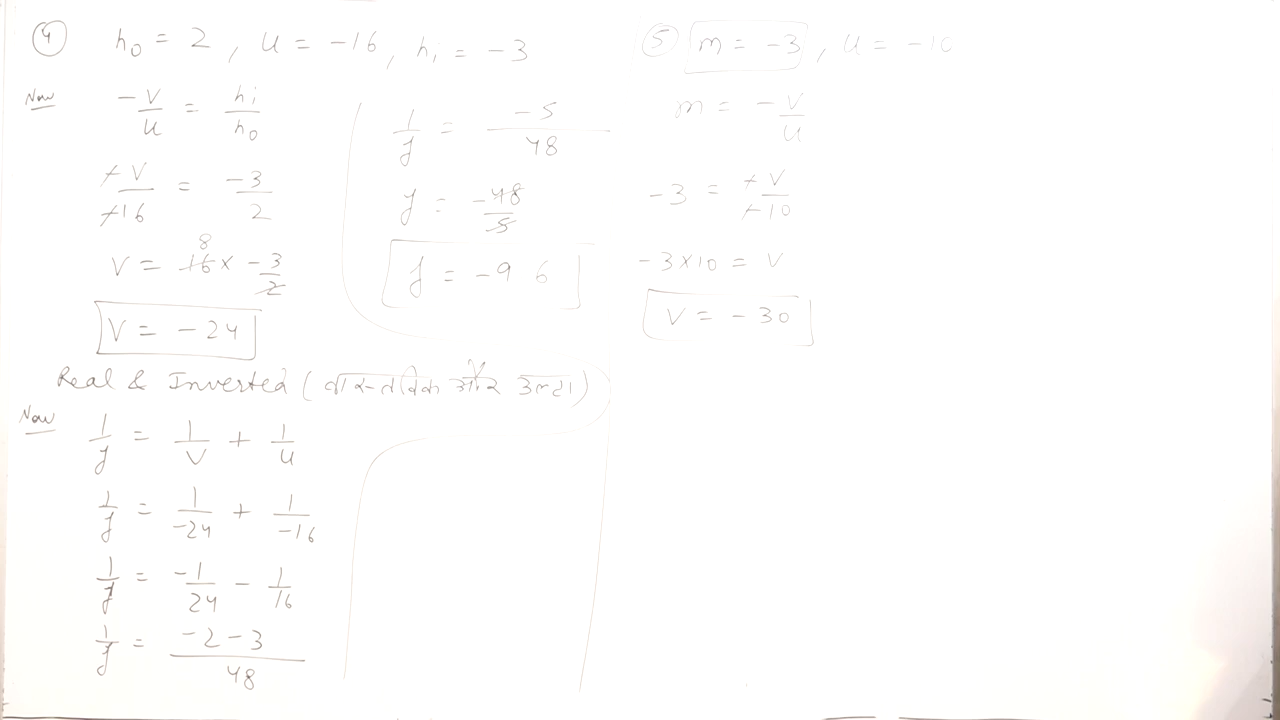 ④ h₀ = 2 , u = -16 , hᵢ = -3
Now -v/u = hi/ho
+v/+16 = -3/2
v = 16 8 × -3/2
v = -24
Real & Inverted (वास्तविक और उल्टा)
Now 1/f = 1/v + 1/u
1/f = 1/-24 + 1/-16
1/f = -1/24 - 1/16
1/f = -2-3/48
1/f = -5/48
f = -48/5
f = -9 6
⑤ m = -3 , u = -10
m = -v/u
-3 = +v/+10
-3×10 = v
v = -30